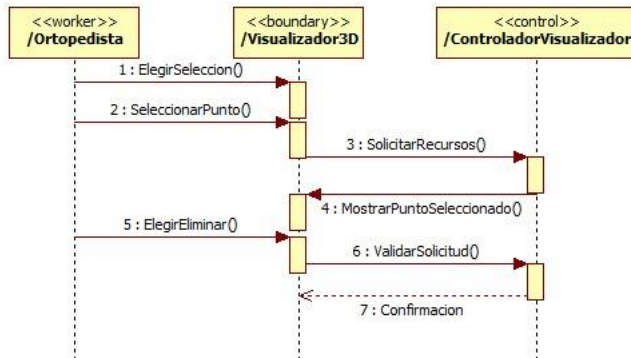 <<worker>>
/Ortopedista
<<boundary>>
/Visualizador3D
<<control>>
/ControladorVisualizador
1 : ElegirSeleccion()
2 : SeleccionarPunto()
3 : SolicitarRecursos()
4 : MostrarPuntoSeleccionado()
5 : ElegirEliminar()
6 : ValidarSolicitud()
7 : Confirmacion